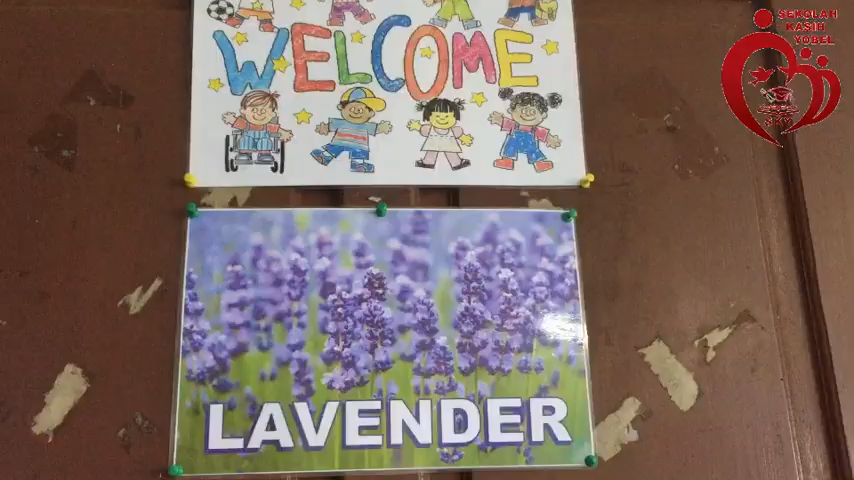 SEKOLAH
KASIH
YOBEL
WELCOME
LAVENDER